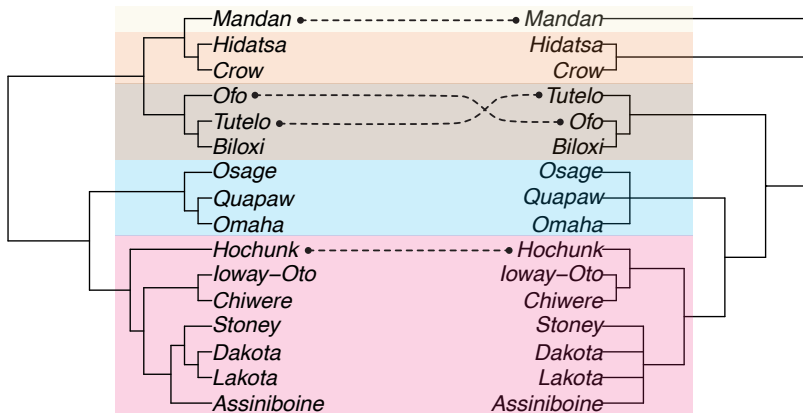 Mandan Mandan
Hidatsa Hidatsa
Crow Crow
Ofo Tutelo
Tutelo Ofo
Biloxi Biloxi
Osage Osage
Quapaw Quapaw
Omaha Omaha
Hochunk Hochunk
Ioway–Oto Ioway–Oto
Chiwere Chiwere
Stoney Stoney
Dakota Dakota
Lakota Lakota
Assiniboine Assiniboine